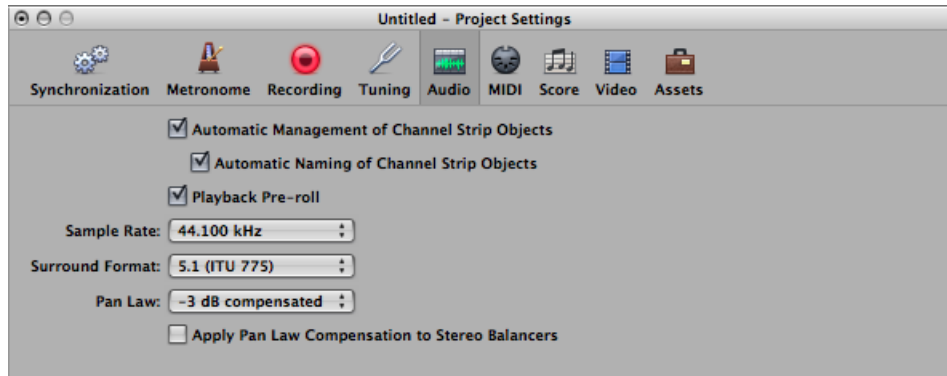 Untitled – Project Settings
Synchronization Metronome Recording Tuning Audio MIDI Score Video Assets
Automatic Management of Channel Strip Objects
Automatic Naming of Channel Strip Objects
Playback Pre-roll
Sample Rate: 44.100 kHz
Surround Format: 5.1 (ITU 775)
Pan Law: -3 dB compensated
Apply Pan Law Compensation to Stereo Balancers